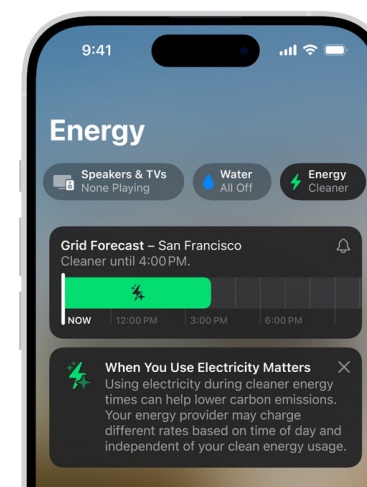 9:41
Energy
Speakers & TVs
None Playing
Water
All Off
Energy
Cleaner
Grid Forecast – San Francisco
Cleaner until 4:00 PM.
NOW
12:00 PM
3:00 PM
6:00 PM
When You Use Electricity Matters
Using electricity during cleaner energy
times can help lower carbon emissions.
Your energy provider may charge
different rates based on time of day and
independent of your clean energy usage.